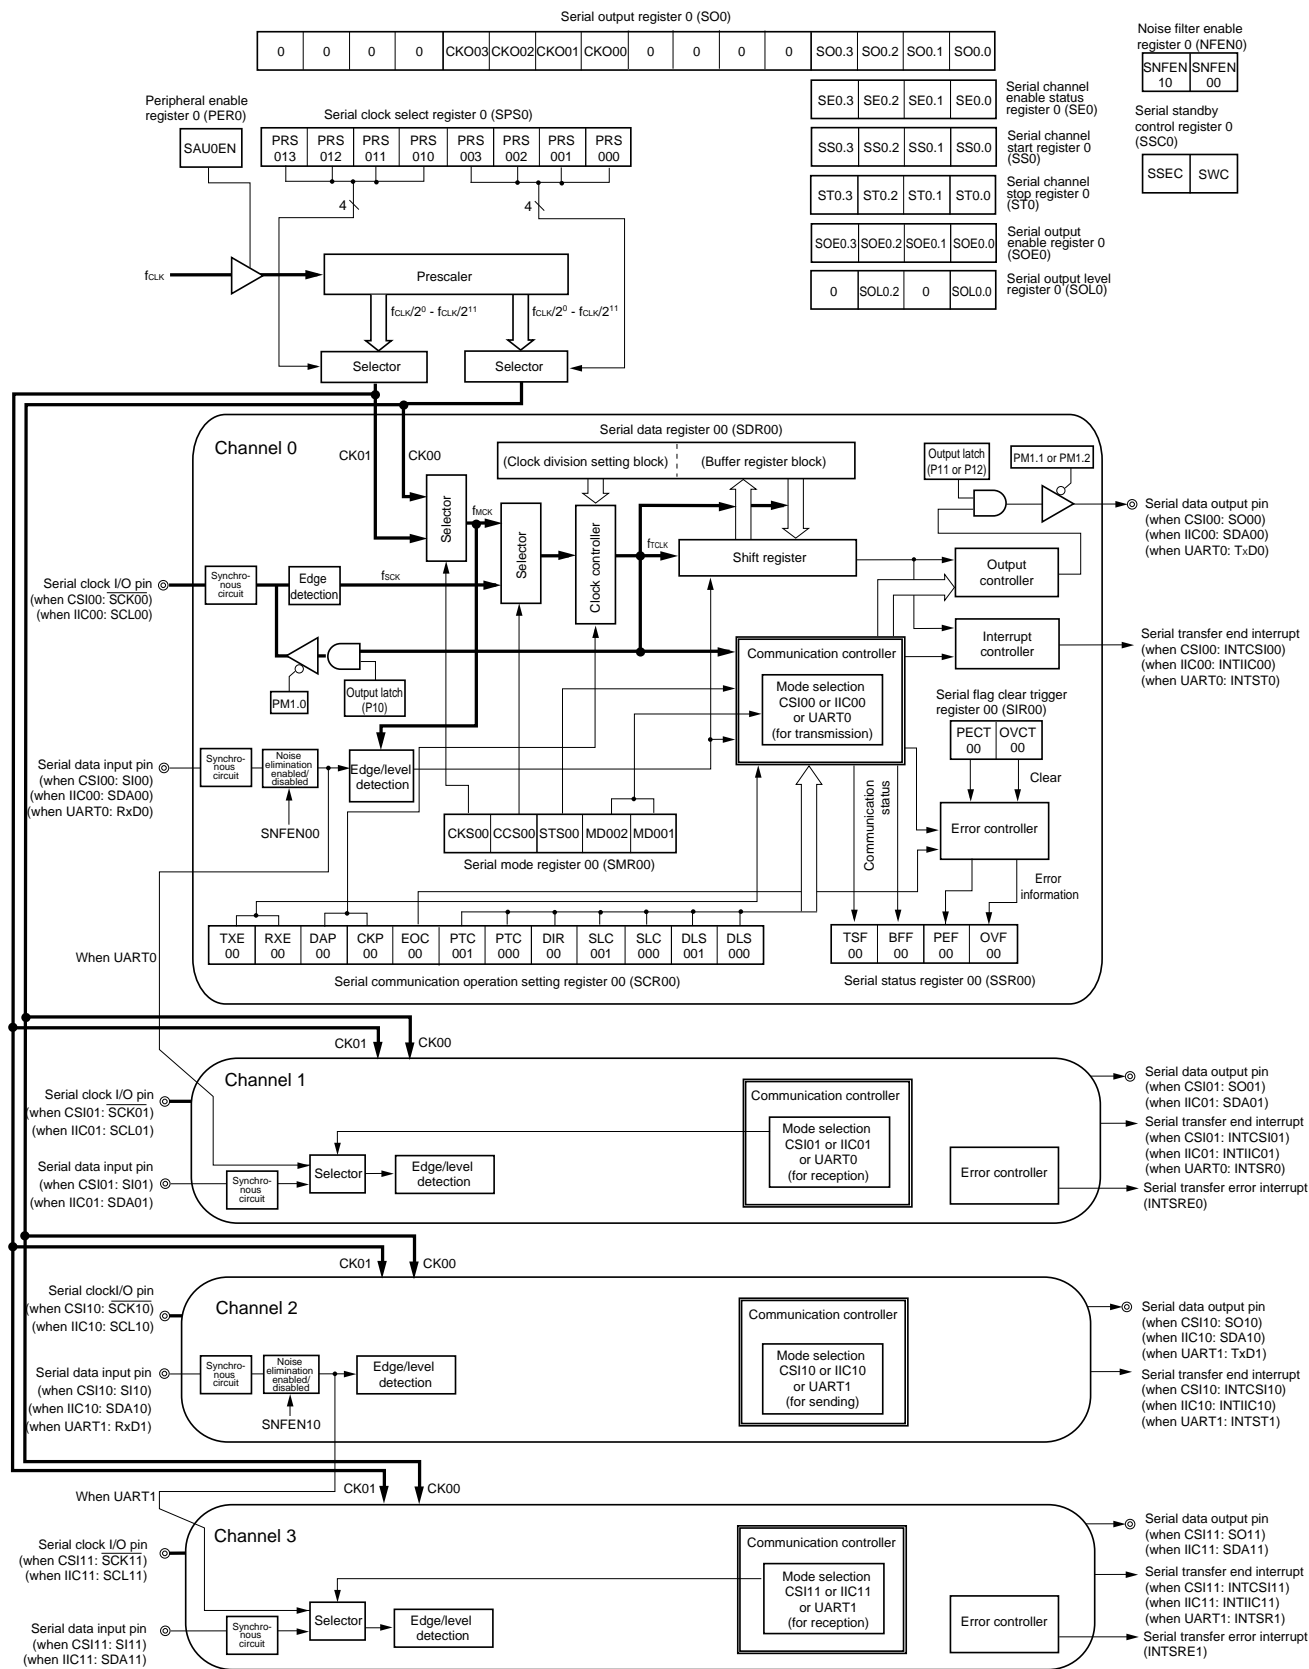 Serial output register 0 (SO0)
0 0 0 0 CKO03 CKO02 CKO01 CKO00 0 0 0 0 SO0.3 SO0.2 SO0.1 SO0.0
Noise filter enable
register 0 (NFEN0)
SNFEN SNFEN
10 00
Peripheral enable
register 0 (PER0)
SAU0EN
Serial clock select register 0 (SPS0)
PRS PRS PRS PRS PRS PRS PRS PRS
013 012 011 010 003 002 001 000
4
4
SE0.3 SE0.2 SE0.1 SE0.0
Serial channel
enable status
register 0 (SE0)
SS0.3 SS0.2 SS0.1 SS0.0
Serial channel
start register 0
(SS0)
ST0.3 ST0.2 ST0.1 ST0.0
Serial channel
stop register 0
(ST0)
SOE0.3 SOE0.2 SOE0.1 SOE0.0
Serial output
enable register 0
(SOE0)
0 SOL0.2 0 SOL0.0
Serial output level
register 0 (SOL0)
Serial standby
control register 0
(SSC0)
SSEC SWC
fCLK
Prescaler
fCLK/2⁰ - fCLK/2¹¹
fCLK/2⁰ - fCLK/2¹¹
Selector
Selector
Channel 0
CK01
CK00
Serial data register 00 (SDR00)
(Clock division setting block)
(Buffer register block)
Output latch
(P11 or P12)
PM1.1 or PM1.2
Selector
fMCK
Selector
Clock controller
fTCLK
Shift register
Output
controller
Serial data output pin
(when CSI00: SO00)
(when IIC00: SDA00)
(when UART0: TxD0)
Serial clock I/O pin
(when CSI00: SCK00)
(when IIC00: SCL00)
Synchro-
nous
circuit
Edge
detection
fSCK
PM1.0
Output latch
(P10)
Communication controller
Mode selection
CSI00 or IIC00
or UART0
(for transmission)
Interrupt
controller
Serial transfer end interrupt
(when CSI00: INTCSI00)
(when IIC00: INTIIC00)
(when UART0: INTST0)
Serial flag clear trigger
register 00 (SIR00)
PECT OVCT
00 00
Clear
Serial data input pin
(when CSI00: SI00)
(when IIC00: SDA00)
(when UART0: RxD0)
Synchro-
nous
circuit
Noise
elimination
enabled/
disabled
SNFEN00
Edge/level
detection
CKS00 CCS00 STS00 MD002 MD001
Serial mode register 00 (SMR00)
Communication
status
Error controller
Error
information
When UART0
TXE RXE DAP CKP EOC PTC PTC DIR SLC SLC DLS DLS
00 00 00 00 00 001 000 00 001 000 001 000
Serial communication operation setting register 00 (SCR00)
TSF BFF PEF OVF
00 00 00 00
Serial status register 00 (SSR00)
CK01
CK00
Channel 1
Serial clock I/O pin
(when CSI01: SCK01)
(when IIC01: SCL01)
Serial data input pin
(when CSI01: SI01)
(when IIC01: SDA01)
Synchro-
nous
circuit
Selector
Edge/level
detection
Communication controller
Mode selection
CSI01 or IIC01
or UART0
(for reception)
Error controller
Serial data output pin
(when CSI01: SO01)
(when IIC01: SDA01)
Serial transfer end interrupt
(when CSI01: INTCSI01)
(when IIC01: INTIIC01)
(when UART0: INTSR0)
Serial transfer error interrupt
(INTSRE0)
CK01
CK00
Channel 2
Serial clockI/O pin
(when CSI10: SCK10)
(when IIC10: SCL10)
Serial data input pin
(when CSI10: SI10)
(when IIC10: SDA10)
(when UART1: RxD1)
Synchro-
nous
circuit
Noise
elimination
enabled/
disabled
SNFEN10
Edge/level
detection
Communication controller
Mode selection
CSI10 or IIC10
or UART1
(for sending)
Serial data output pin
(when CSI10: SO10)
(when IIC10: SDA10)
(when UART1: TxD1)
Serial transfer end interrupt
(when CSI10: INTCSI10)
(when IIC10: INTIIC10)
(when UART1: INTST1)
When UART1
CK01
CK00
Channel 3
Serial clock I/O pin
(when CSI11: SCK11)
(when IIC11: SCL11)
Serial data input pin
(when CSI11: SI11)
(when IIC11: SDA11)
Synchro-
nous
circuit
Selector
Edge/level
detection
Communication controller
Mode selection
CSI11 or IIC11
or UART1
(for reception)
Error controller
Serial data output pin
(when CSI11: SO11)
(when IIC11: SDA11)
Serial transfer end interrupt
(when CSI11: INTCSI11)
(when IIC11: INTIIC11)
(when UART1: INTSR1)
Serial transfer error interrupt
(INTSRE1)